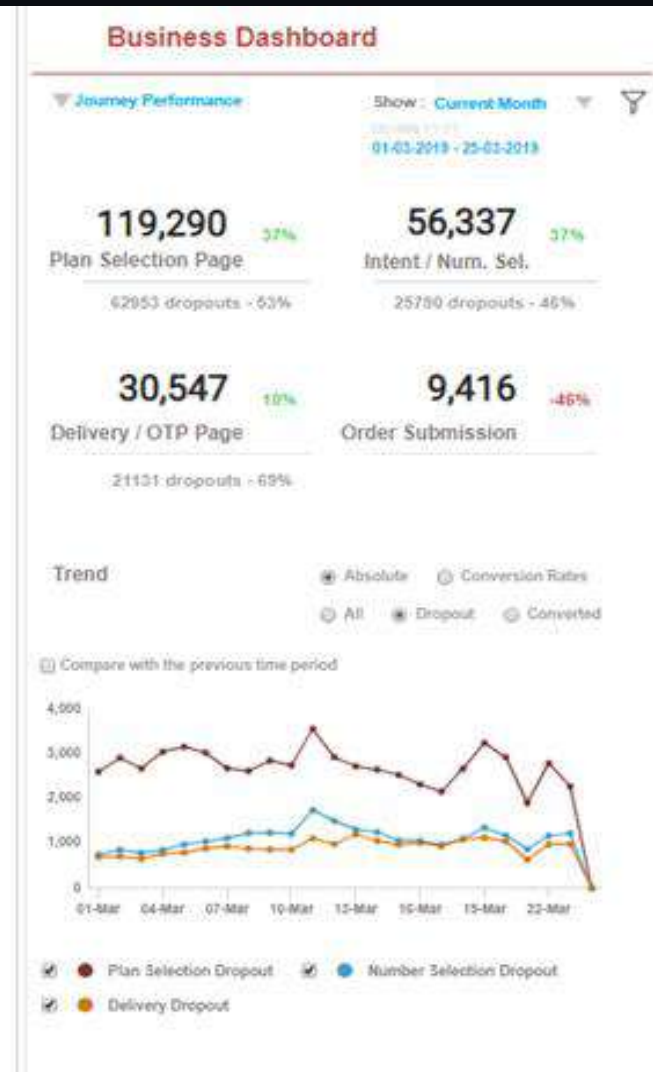 Business Dashboard
Journey Performance
Show : Current Month
01-03-2019 - 25-03-2019
119,290 37%
Plan Selection Page
62953 dropouts - 53%
56,337 37%
Intent / Num. Sel.
25790 dropouts - 46%
30,547 10%
Delivery / OTP Page
21131 dropouts - 69%
9,416 -46%
Order Submission
Trend
Absolute Conversion Rates
All Dropout Converted
Compare with the previous time period
4,000
3,000
2,000
1,000
0
01-Mar 04-Mar 07-Mar 10-Mar 13-Mar 16-Mar 22-Mar
Plan Selection Dropout Number Selection Dropout
Delivery Dropout